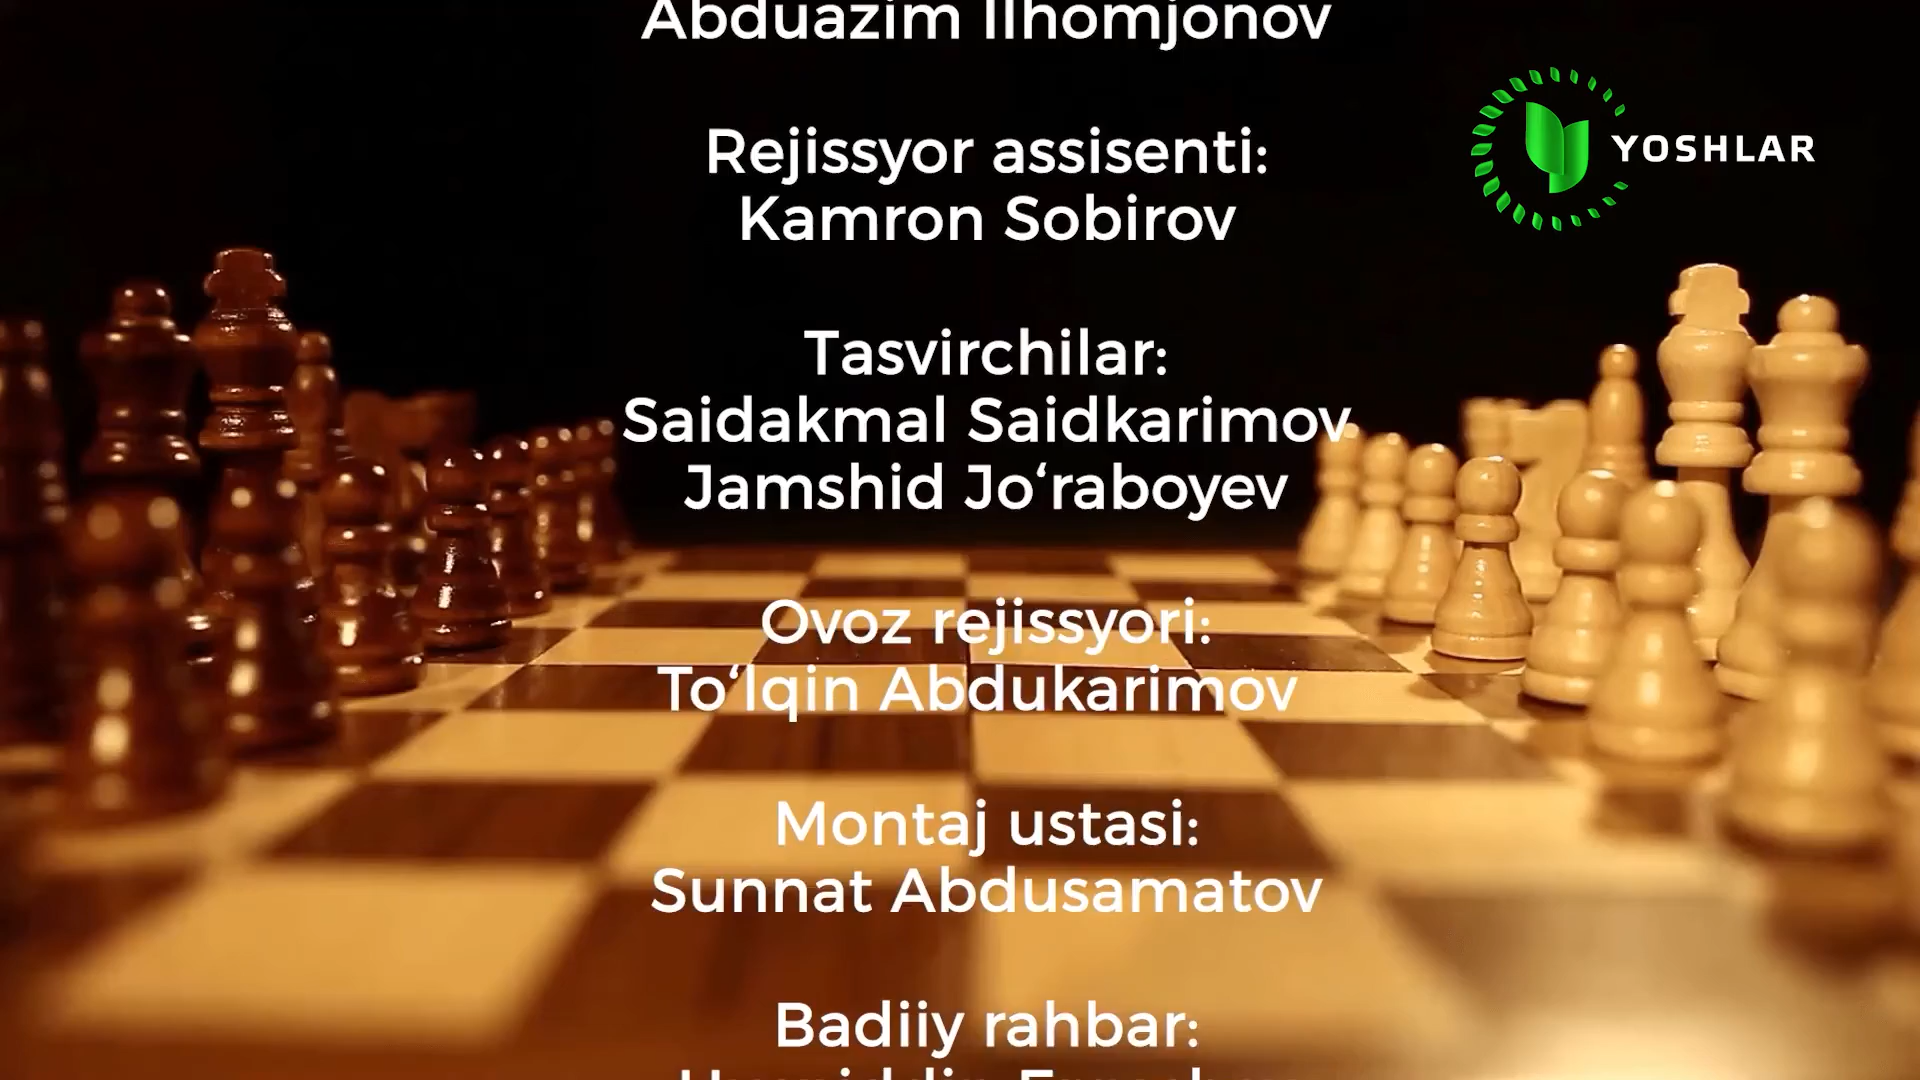 Abduazim Ilhomjonov
YOSHLAR
Rejissyor assisenti:
Kamron Sobirov
Tasvirchilar:
Saidakmal Saidkarimov
Jamshid Jo‘raboyev
Ovoz rejissyori:
To‘lqin Abdukarimov
Montaj ustasi:
Sunnat Abdusamatov
Badiiy rahbar: